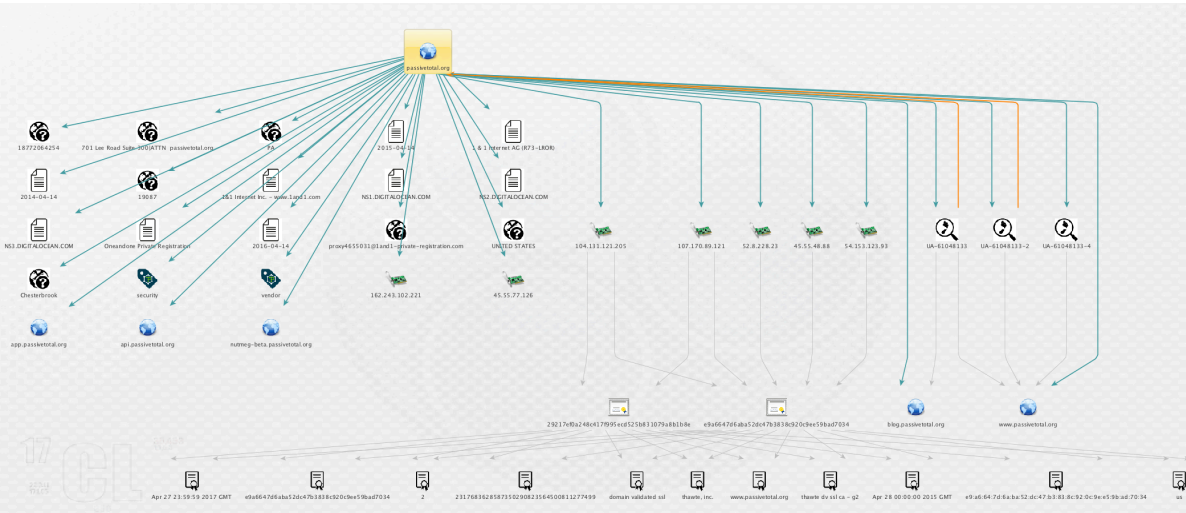 passivetotal.org
18772064254
701 Lee Road Suite 300|ATTN passivetotal.org
PA
2015-04-14
1 & 1 Internet AG (R73-LROR)
2014-04-14
19087
1&1 Internet Inc. - www.1and1.com
NS1.DIGITALOCEAN.COM
NS2.DIGITALOCEAN.COM
NS3.DIGITALOCEAN.COM
Oneandone Private Registration
2016-04-14
proxy4655031@1and1-private-registration.com
UNITED STATES
104.131.121.205
107.170.89.121
52.8.228.23
45.55.48.88
54.153.123.93
UA-61048133
UA-61048133-2
UA-61048133-4
Chesterbrook
security
vendor
162.243.102.221
45.55.77.126
app.passivetotal.org
api.passivetotal.org
nutmeg-beta.passivetotal.org
e9a6647d6aba52dc47b3838c920c9ee59bad7034
blog.passivetotal.org
www.passivetotal.org
Apr 27 23:59:59 2017 GMT
e9a6647d6aba52dc47b3838c920c9ee59bad7034
2
domain validated ssl
thawte, inc.
www.passivetotal.org
thawte dv ssl ca - g2
Apr 28 00:00:00 2015 GMT
e9:a6:64:7d:6a:ba:52:dc:47:b3:83:8c:92:0c:9e:e5:9b:ad:70:34
us